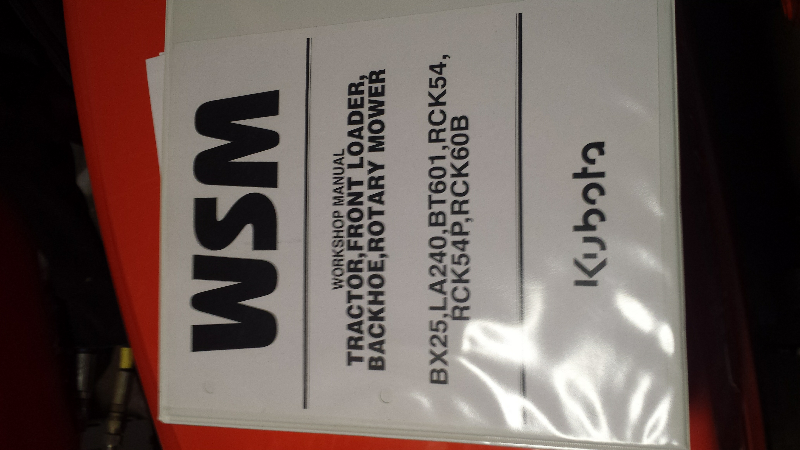 WSM
WORKSHOP MANUAL
TRACTOR,FRONT LOADER,
BACKHOE,ROTARY MOWER
BX25,LA240,BT601,RCK54,
RCK54P,RCK60B
Kubota